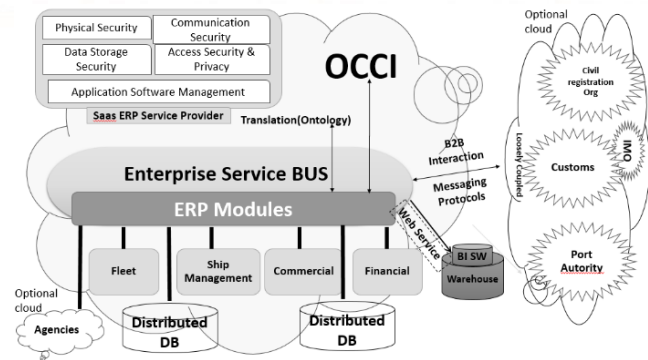 Physical Security
Communication
Security
Data Storage
Security
Access Security &
Privacy
Application Software Management
Saas ERP Service Provider
OCCI
Translation(Ontology)
Enterprise Service BUS
ERP Modules
B2B
Interaction
Messaging
Protocols
Web Service
Fleet
Ship
Management
Commercial
Financial
BI SW
Warehouse
Optional
cloud
Agencies
Distributed
DB
Distributed
DB
Optional
cloud
Civil
registration
Org
Loosely Coupled
Customs
IMO
Port
Autority